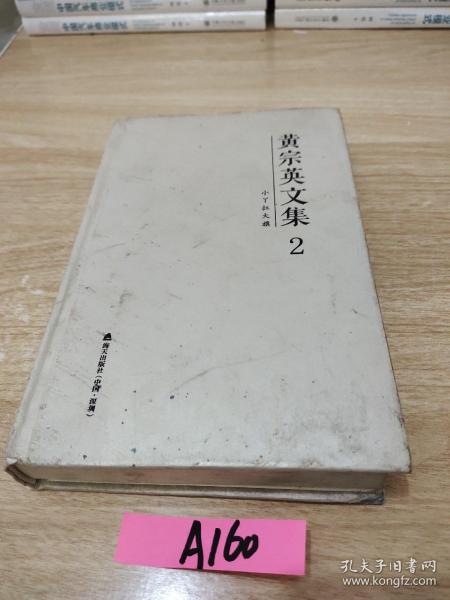 黄宗英文集
2
小丫扛大旗
海天出版社(中国·深圳)
A160
孔夫子旧书网
www.kongfz.com